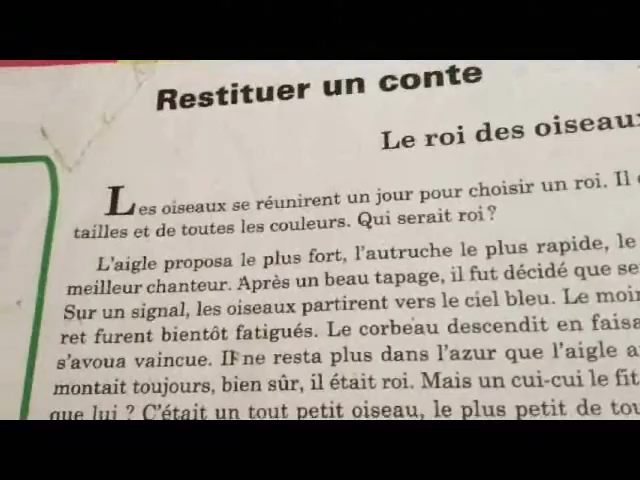 Restituer un conte
Le roi des oiseau
Les oiseaux se réunirent un jour pour choisir un roi. Il
tailles et de toutes les couleurs. Qui serait roi ?
L'aigle proposa le plus fort, l'autruche le plus rapide, le
meilleur chanteur. Après un beau tapage, il fut décidé que se
Sur un signal, les oiseaux partirent vers le ciel bleu. Le moin
ret furent bientôt fatigués. Le corbeau descendit en faisa
s'avoua vaincue. Il ne resta plus dans l'azur que l'aigle a
montait toujours, bien sûr, il était roi. Mais un cui-cui le fit
que lui ? C'était un tout petit oiseau, le plus petit de tou